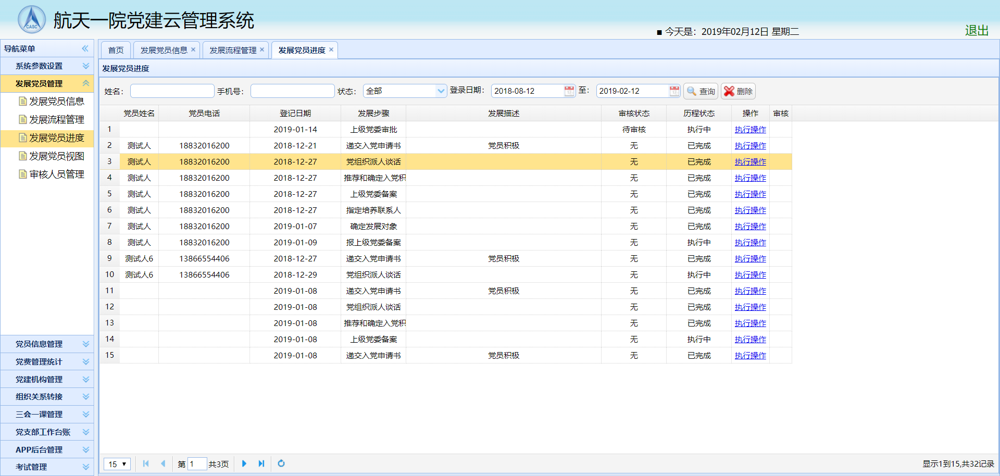 CASC
航天一院党建云管理系统
■ 今天是：2019年02月12日 星期二
退出
导航菜单
系统参数设置
发展党员管理
发展党员信息
发展流程管理
发展党员进度
发展党员视图
审核人员管理
党员信息管理
党费管理统计
党建机构管理
组织关系转接
三会一课管理
党支部工作台账
APP后台管理
考试管理
首页 发展党员信息 发展流程管理 发展党员进度
发展党员进度
姓名： 手机号： 状态： 全部 登录日期： 2018-08-12 至： 2019-02-12 查询 删除
党员姓名 党员电话 登记日期 发展步骤 发展描述 审核状态 历程状态 操作 审核
1 2019-01-14 上级党委审批 待审核 执行中 执行操作
2 测试人 18832016200 2018-12-21 递交入党申请书 党员积极 无 已完成 执行操作
3 测试人 18832016200 2018-12-27 党组织派人谈话 无 已完成 执行操作
4 测试人 18832016200 2018-12-27 推荐和确定入党积 无 已完成 执行操作
5 测试人 18832016200 2018-12-27 上级党委备案 无 已完成 执行操作
6 测试人 18832016200 2018-12-27 指定培养联系人 无 已完成 执行操作
7 测试人 18832016200 2019-01-07 确定发展对象 无 已完成 执行操作
8 测试人 18832016200 2019-01-09 报上级党委备案 无 执行中 执行操作
9 测试人6 13866554406 2018-12-27 递交入党申请书 党员积极 无 已完成 执行操作
10 测试人6 13866554406 2018-12-29 党组织派人谈话 无 执行中 执行操作
11 2019-01-08 递交入党申请书 党员积极 无 已完成 执行操作
12 2019-01-08 党组织派人谈话 无 已完成 执行操作
13 2019-01-08 推荐和确定入党积 无 已完成 执行操作
14 2019-01-08 上级党委备案 无 执行中 执行操作
15 2019-01-08 递交入党申请书 党员积极 无 已完成 执行操作
15 第 1 共3页 显示1到15,共32记录